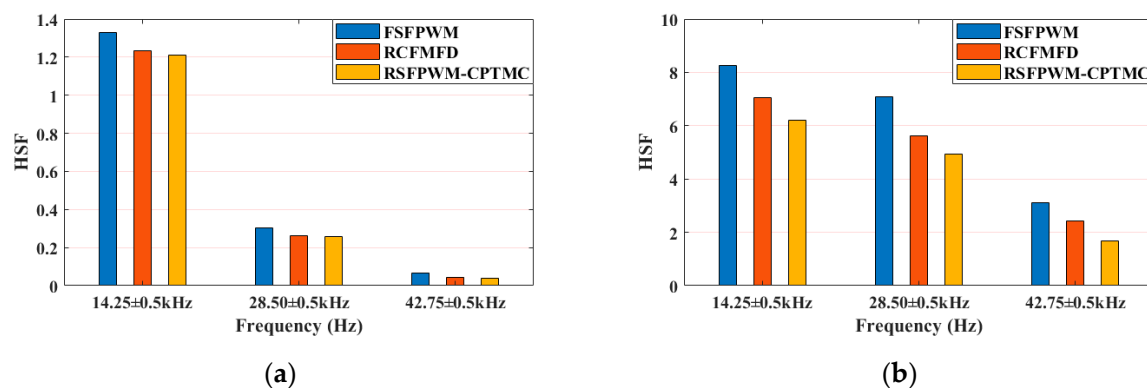 1.4
1.2
1
0.8
0.6
0.4
0.2
0
HSF
FSFPWM
RCFMFD
RSFPWM-CPTMC
14.25±0.5kHz 28.50±0.5kHz 42.75±0.5kHz
Frequency (Hz)
(a)
10
8
6
4
2
0
HSF
FSFPWM
RCFMFD
RSFPWM-CPTMC
14.25±0.5kHz 28.50±0.5kHz 42.75±0.5kHz
Frequency (Hz)
(b)